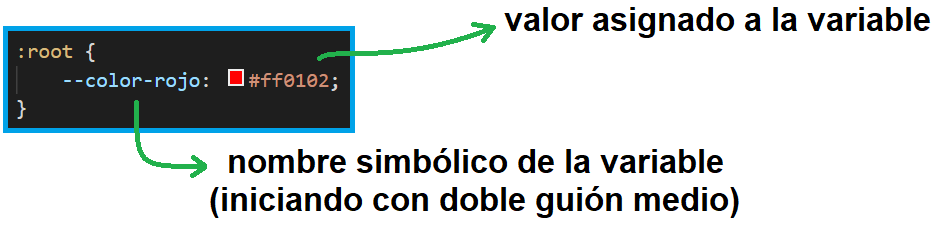 valor asignado a la variable
:root {
--color-rojo: #ff0102;
}
nombre simbólico de la variable
(iniciando con doble guión medio)